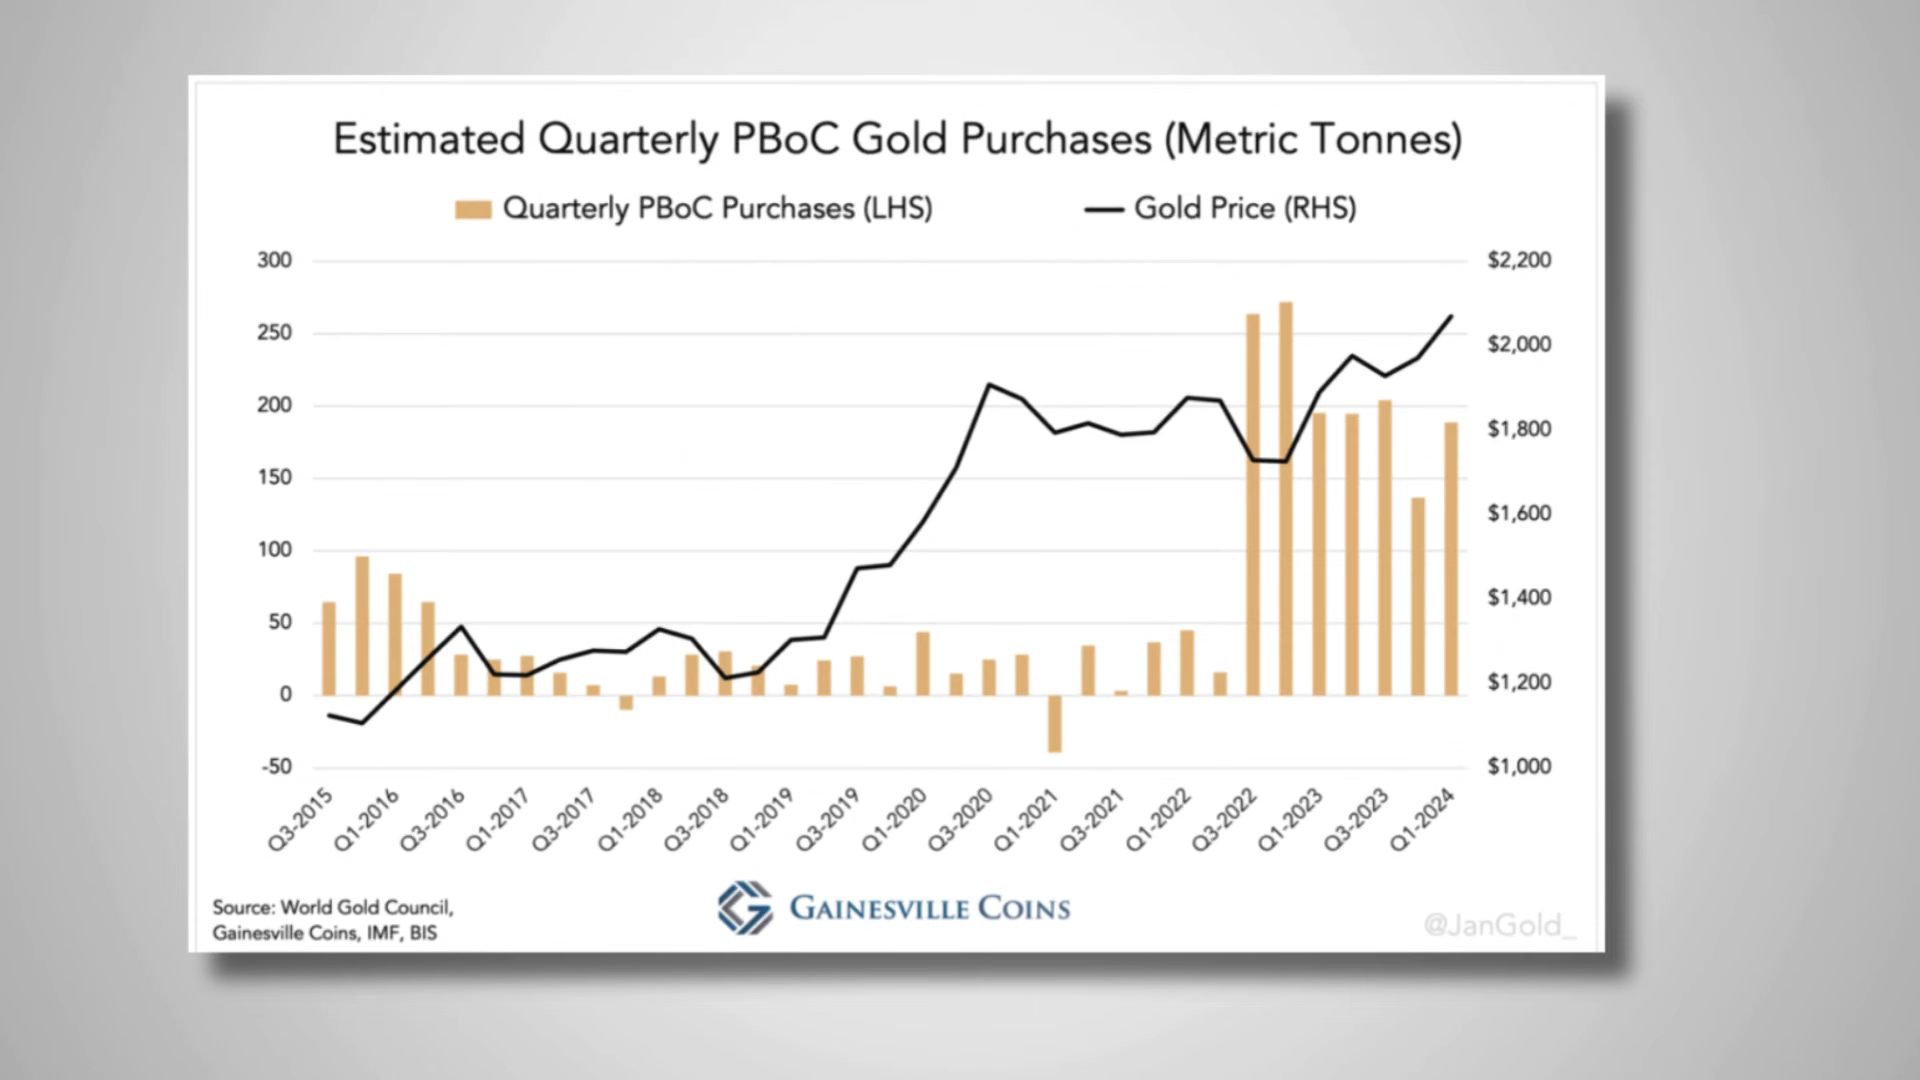 Estimated Quarterly PBoC Gold Purchases (Metric Tonnes)
Quarterly PBoC Purchases (LHS) Gold Price (RHS)
300 $2,200
250 $2,000
200 $1,800
150 $1,600
100 $1,400
50 $1,200
0 $1,000
-50
Q3-2015 Q1-2016 Q3-2016 Q1-2017 Q3-2017 Q1-2018 Q3-2018 Q1-2019 Q3-2019 Q1-2020 Q3-2020 Q1-2021 Q3-2021 Q1-2022 Q3-2022 Q1-2023 Q3-2023 Q1-2024
Source: World Gold Council,
Gainesville Coins, IMF, BIS
GAINESVILLE COINS
@JanGold_